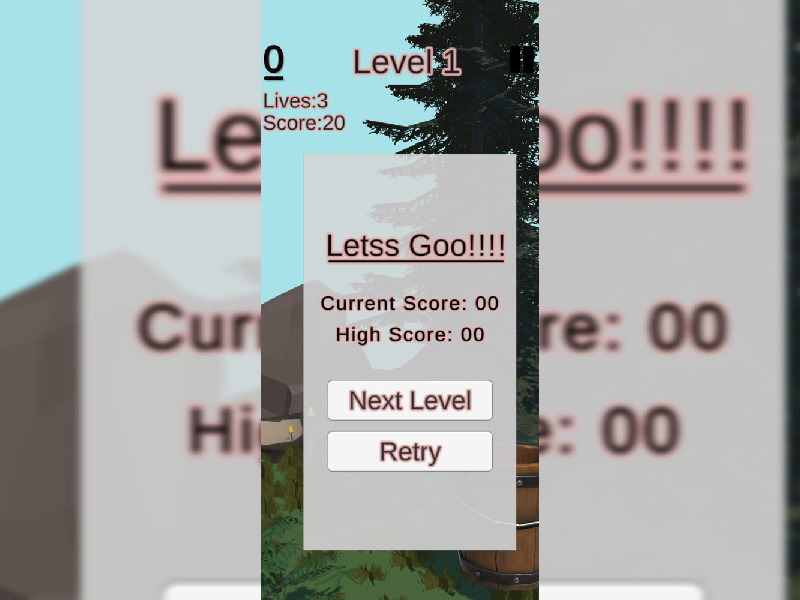 0
Level 1
Lives:3
Score:20
Letss Goo!!!!
Current Score: 00
High Score: 00
Next Level
Retry